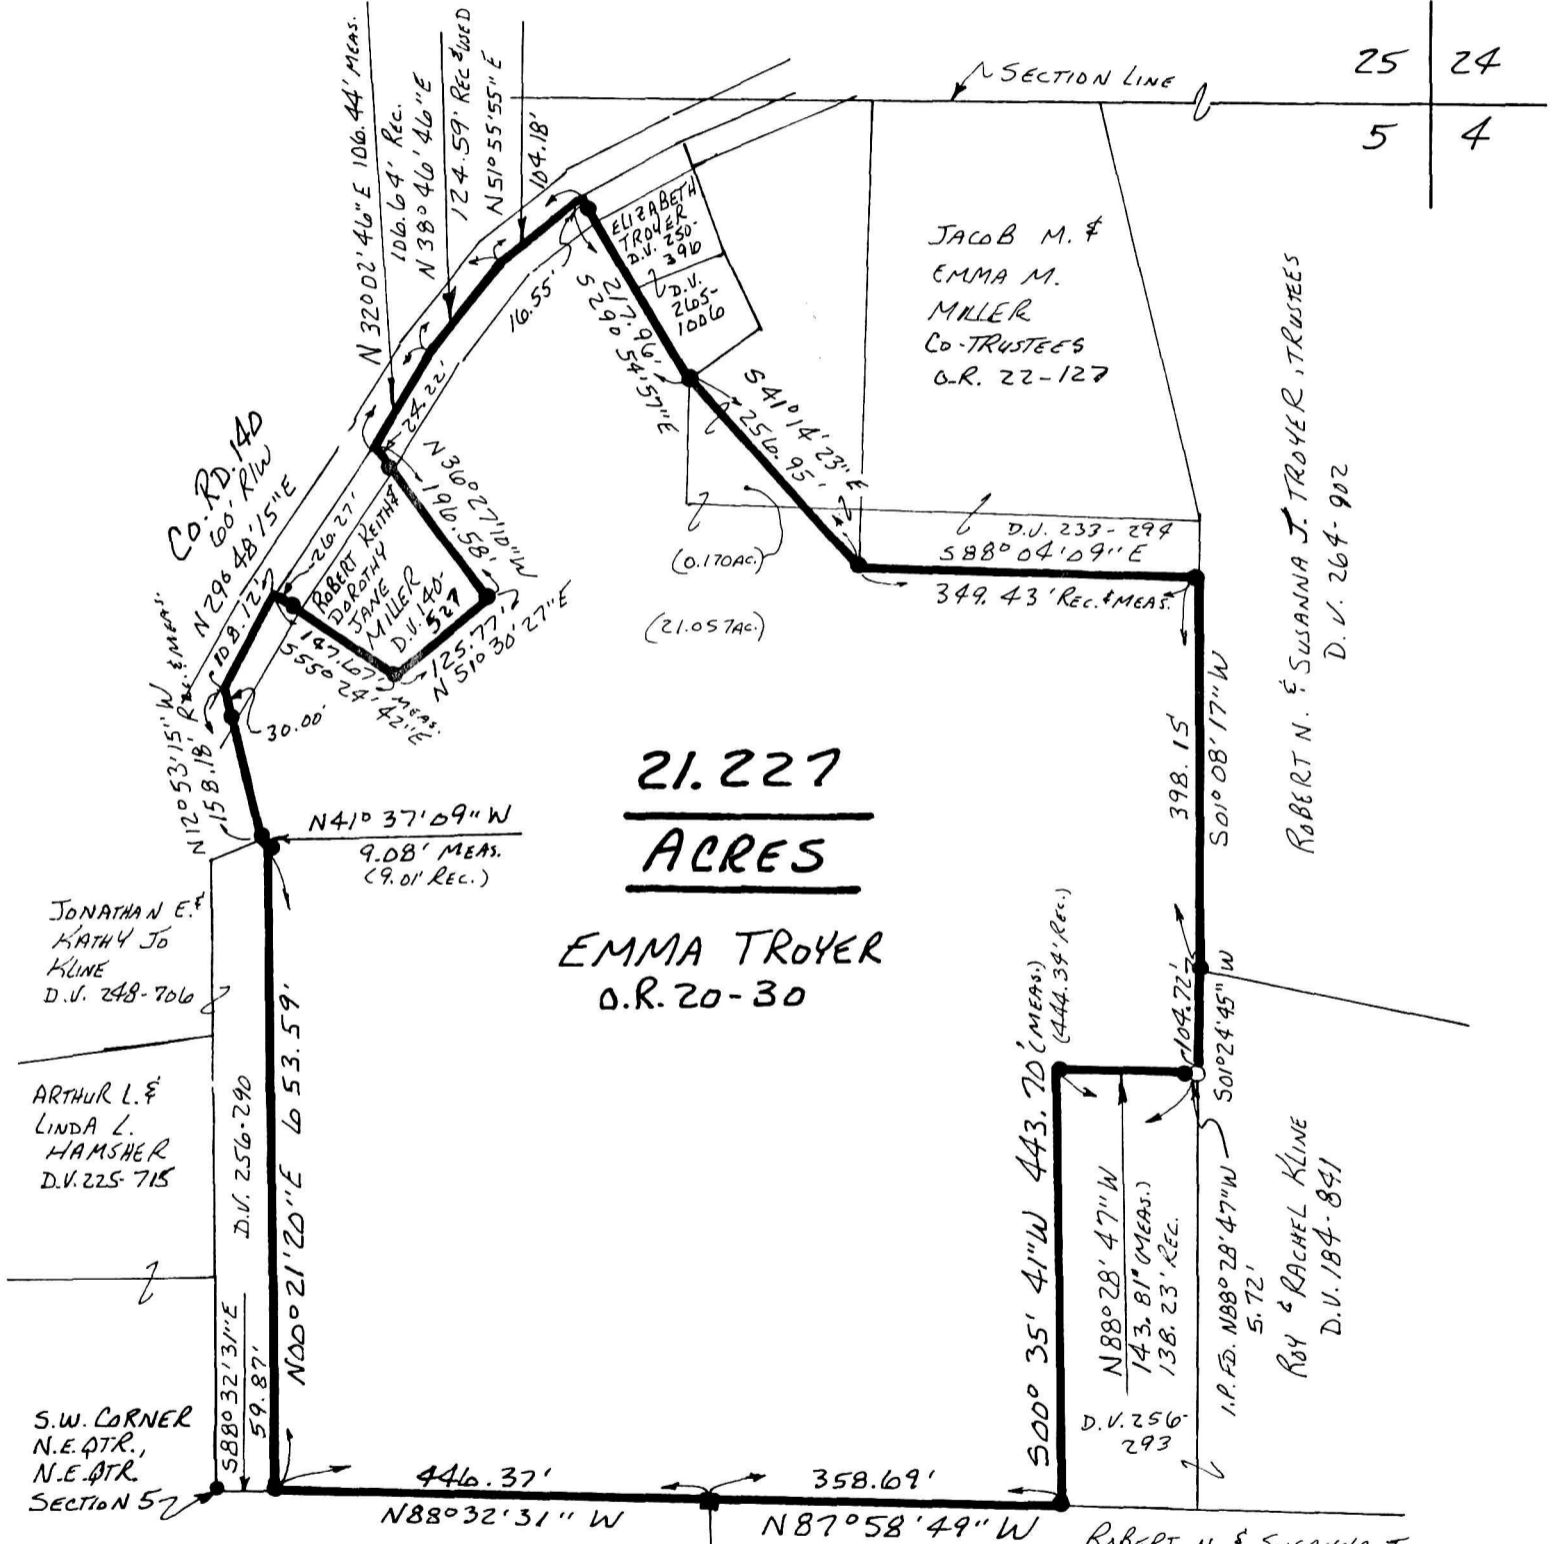 25 24
5 4
SECTION LINE
N 32° 02' 46" E 106.44' MEAS.
106.64' REC.
N 38° 46' 46" E
124.59' REC & USED
N 51° 55' 55" E
104.18'
ELIZABETH
TROYER
D.V. 250-
396
D.V.
265-
1006
16.55'
217.96'
S 29° 54' 57" E
JACOB M. &
EMMA M.
MILLER
CO-TRUSTEES
O.R. 22-127
ROBERT N. & SUSANNA J. TROYER, TRUSTEES
D.V. 264-902
S 41° 14' 23" E
256.95'
24.22'
CO. RD. 140
60' R/W
N 29° 48' 15" E
108.12'
26.27'
N 36° 27' 10" W
196.58'
ROBERT KEITH &
DOROTHY
JANE
MILLER
D.V. 140-
527
147.67' MEAS.
S 55° 24' 42" E
125.77'
N 51° 30' 27" E
(0.170 AC.)
(21.057 AC.)
D.V. 233-294
S 88° 04' 09" E
349.43' REC. & MEAS.
N 12° 53' 15" W
158.18' REC. & MEAS.
30.00'
398.15
S 01° 08' 17" W
21.227
ACRES
EMMA TROYER
O.R. 20-30
N 41° 37' 09" W
9.08' MEAS.
(9.01' REC.)
JONATHAN E. &
KATHY JO
KLINE
D.V. 248-706
ARTHUR L. &
LINDA L.
HAMSHER
D.V. 225-715
D.V. 256-290
N 00° 21' 20" E 653.59'
S 00° 35' 41" W 443.70' (MEAS.)
(444.34' REC.)
104.72'
S 01° 24' 45" W
N 88° 28' 47" W
143.81' (MEAS.)
138.23' REC.
I.P. FD. N 88° 28' 47" W
5.72'
ROY & RACHEL KLINE
D.V. 184-841
D.V. 256-
293
S 88° 32' 31" E
59.87'
S.W. CORNER
N.E. QTR.,
N.E. QTR.
SECTION 5
446.37'
N 88° 32' 31" W
358.69'
N 87° 58' 49" W
ROBERT N. & SUSANNA J.